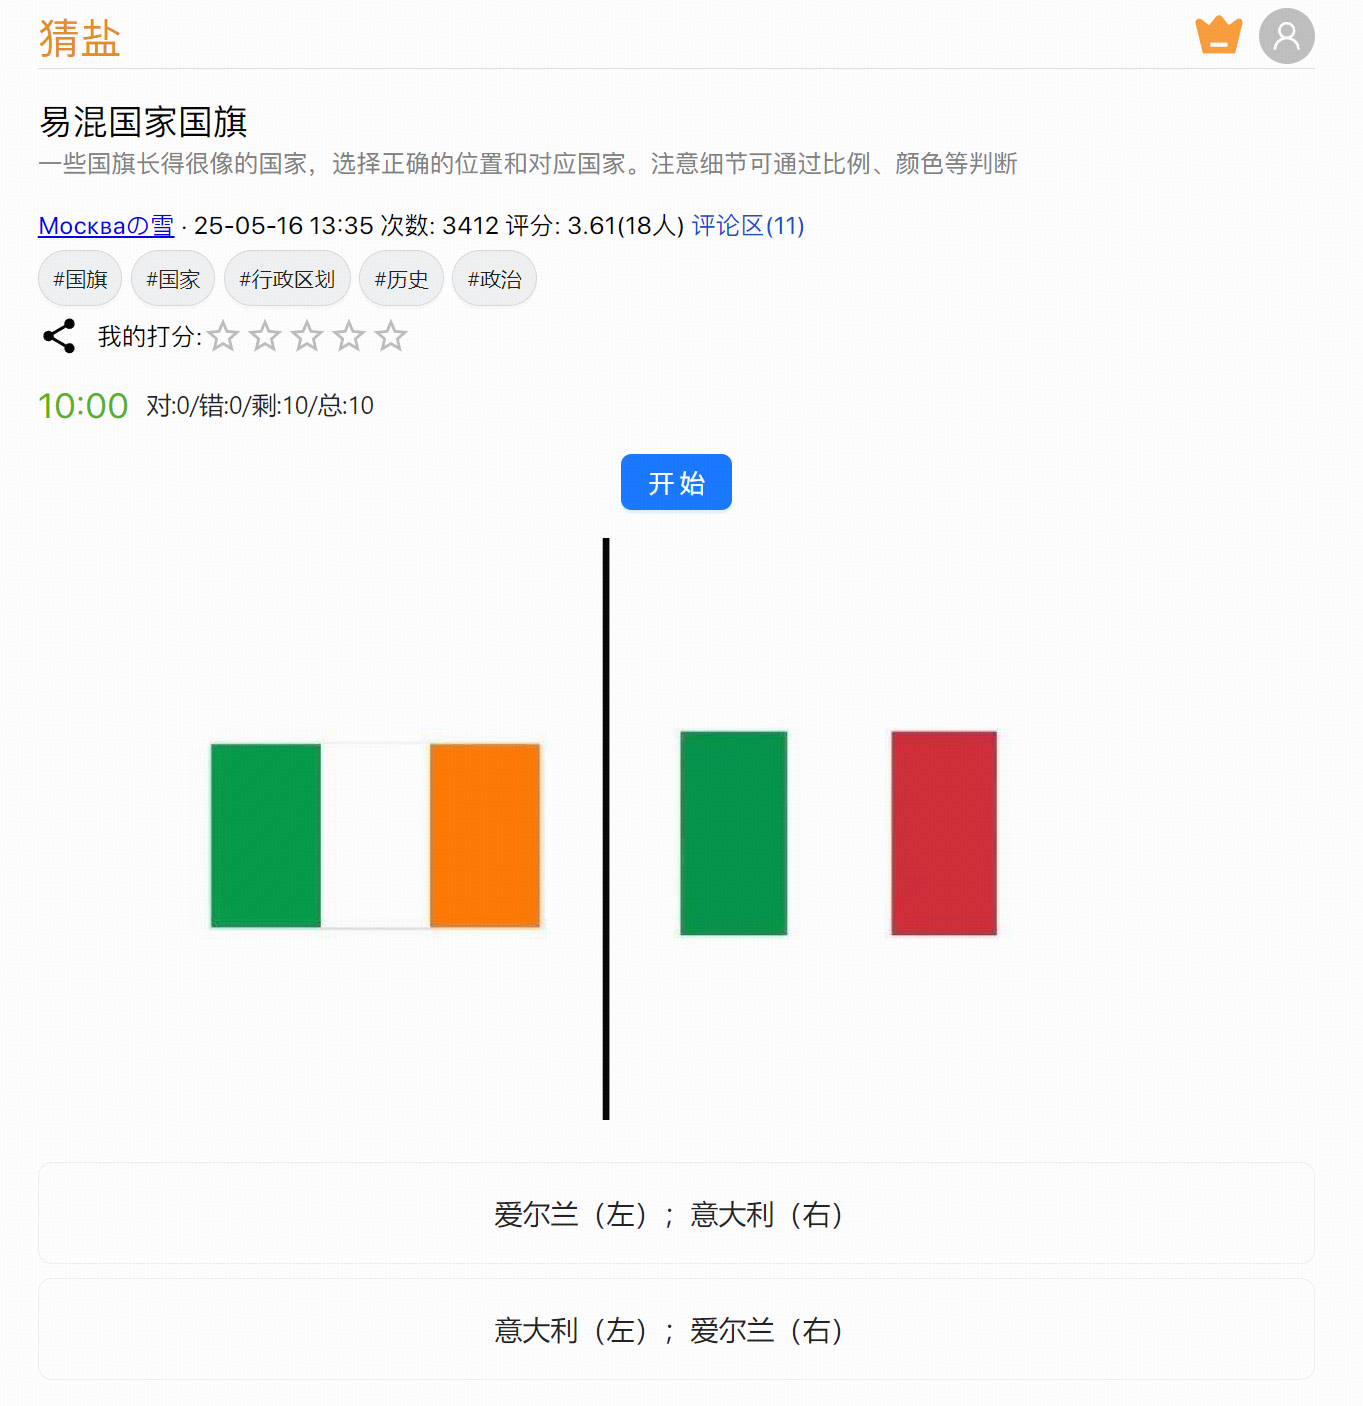 猜盐
易混国家国旗
一些国旗长得很像的国家，选择正确的位置和对应国家。注意细节可通过比例、颜色等判断
Москваの雪 · 25-05-16 13:35 次数: 3412 评分: 3.61(18人) 评论区(11)
#国旗 #国家 #行政区划 #历史 #政治
我的打分:
10:00 对:0/错:0/剩:10/总:10
开始
爱尔兰（左）；意大利（右）
意大利（左）；爱尔兰（右）